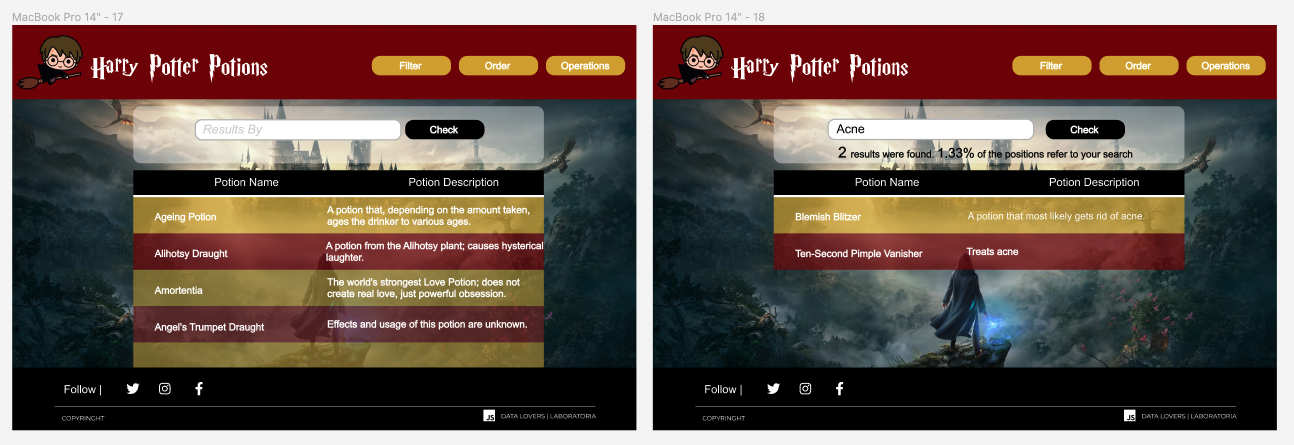 MacBook Pro 14" - 17
Harry Potter Potions
Filter
Order
Operations
Results By
Check
Potion Name
Potion Description
Ageing Potion
A potion that, depending on the amount taken,
ages the drinker to various ages.
Alihotsy Draught
A potion from the Alihotsy plant; causes hysterical
laughter.
Amortentia
The world's strongest Love Potion; does not
create real love, just powerful obsession.
Angel's Trumpet Draught
Effects and usage of this potion are unknown.
Follow |
COPYRINGHT
JS
DATA LOVERS | LABORATORIA
MacBook Pro 14" - 18
Harry Potter Potions
Filter
Order
Operations
Acne
Check
2 results were found. 1.33% of the positions refer to your search
Potion Name
Potion Description
Blemish Blitzer
A potion that most likely gets rid of acne.
Ten-Second Pimple Vanisher
Treats acne
Follow |
COPYRINGHT
JS
DATA LOVERS | LABORATORIA